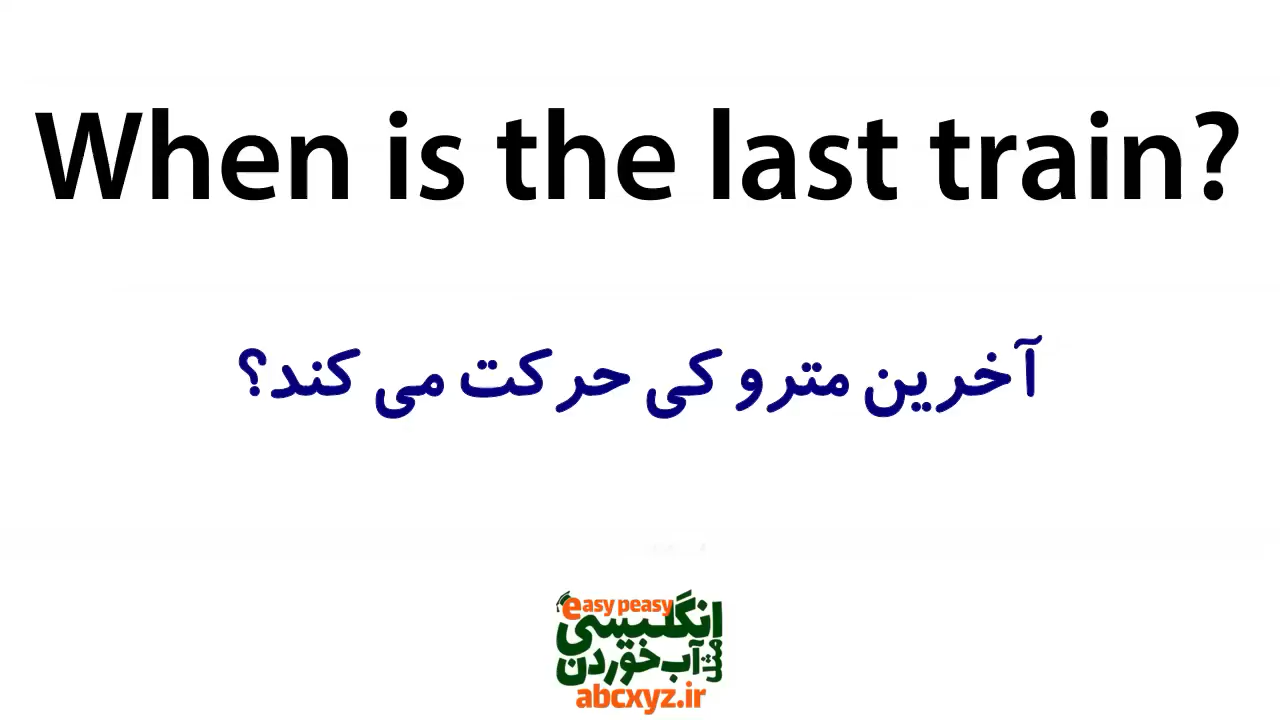 When is the last train?
آخرین مترو کی حرکت می کند؟
easy peasy
انگلیسی
مثل
آب خوردن
abcxyz.ir